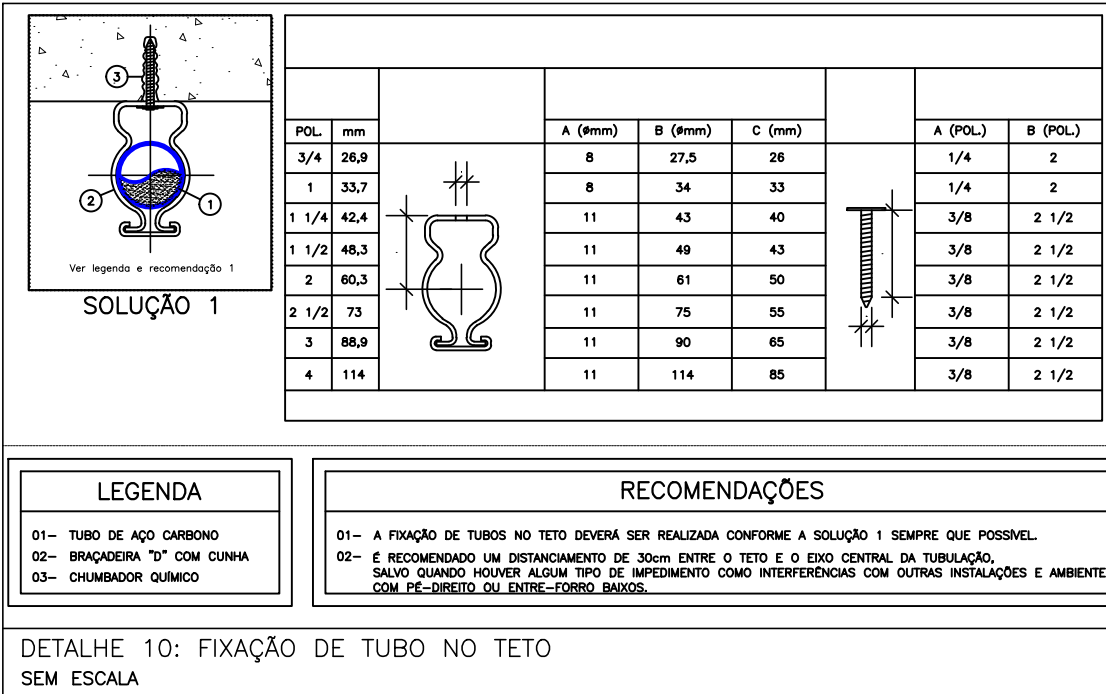 3
2
1
Ver legenda e recomendação 1
SOLUÇÃO 1
POL. mm A (ømm) B (ømm) C (mm) A (POL.) B (POL.)
3/4 26,9 8 27,5 26 1/4 2
1 33,7 8 34 33 1/4 2
1 1/4 42,4 11 43 40 3/8 2 1/2
1 1/2 48,3 11 49 43 3/8 2 1/2
2 60,3 11 61 50 3/8 2 1/2
2 1/2 73 11 75 55 3/8 2 1/2
3 88,9 11 90 65 3/8 2 1/2
4 114 11 114 85 3/8 2 1/2
LEGENDA
01– TUBO DE AÇO CARBONO
02– BRAÇADEIRA "D" COM CUNHA
03– CHUMBADOR QUÍMICO
RECOMENDAÇÕES
01– A FIXAÇÃO DE TUBOS NO TETO DEVERÁ SER REALIZADA CONFORME A SOLUÇÃO 1 SEMPRE QUE POSSÍVEL.
02– É RECOMENDADO UM DISTANCIAMENTO DE 30cm ENTRE O TETO E O EIXO CENTRAL DA TUBULAÇÃO,
SALVO QUANDO HOUVER ALGUM TIPO DE IMPEDIMENTO COMO INTERFERÊNCIAS COM OUTRAS INSTALAÇÕES E AMBIENTE
COM PÉ–DIREITO OU ENTRE–FORRO BAIXOS.
DETALHE 10: FIXAÇÃO DE TUBO NO TETO
SEM ESCALA